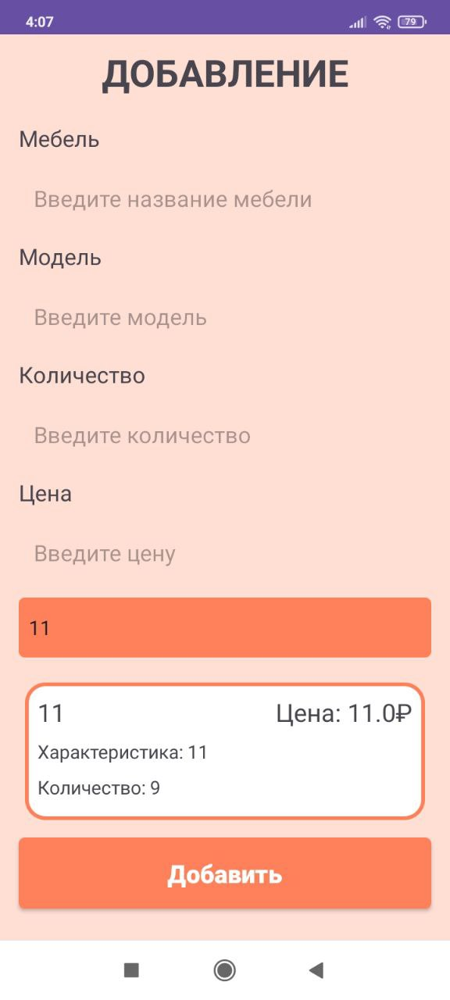 4:07
79
ДОБАВЛЕНИЕ
Мебель
Введите название мебели
Модель
Введите модель
Количество
Введите количество
Цена
Введите цену
11
11 Цена: 11.0₽
Характеристика: 11
Количество: 9
Добавить